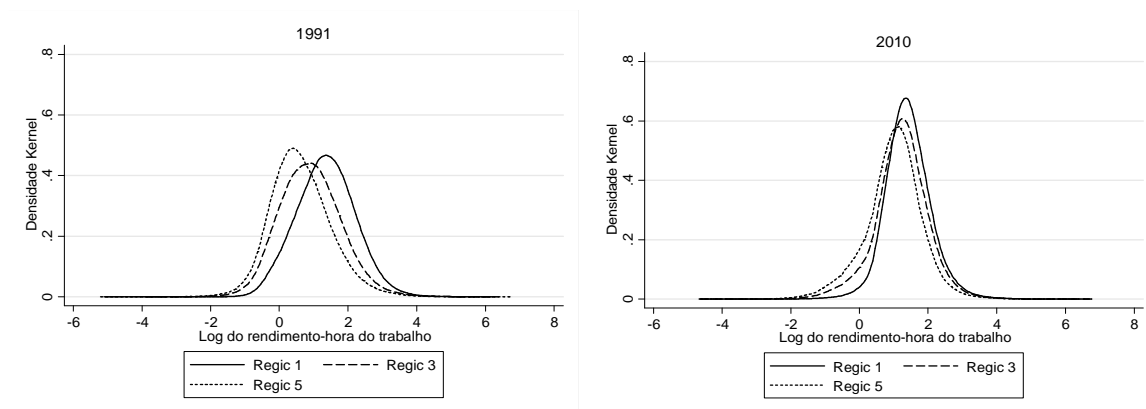 1991
.8
.6
.4
.2
0
Densidade Kernel
-6 -4 -2 0 2 4 6 8
Log do rendimento-hora do trabalho
Regic 1 Regic 3
Regic 5
2010
.8
.6
.4
.2
0
Densidade Kernel
-6 -4 -2 0 2 4 6 8
Log do rendimento-hora do trabalho
Regic 1 Regic 3
Regic 5